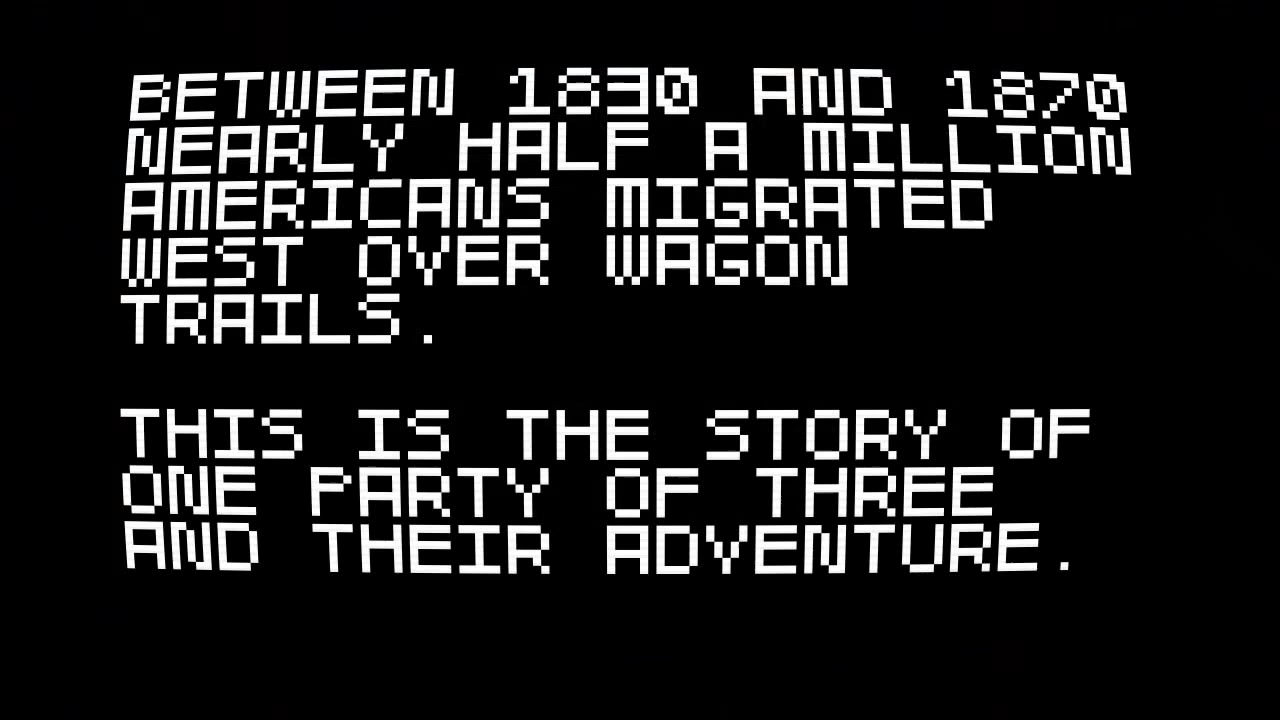 BETWEEN 1830 AND 1870
NEARLY HALF A MILLION
AMERICANS MIGRATED
WEST OVER WAGON
TRAILS.
THIS IS THE STORY OF
ONE PARTY OF THREE
AND THEIR ADVENTURE.